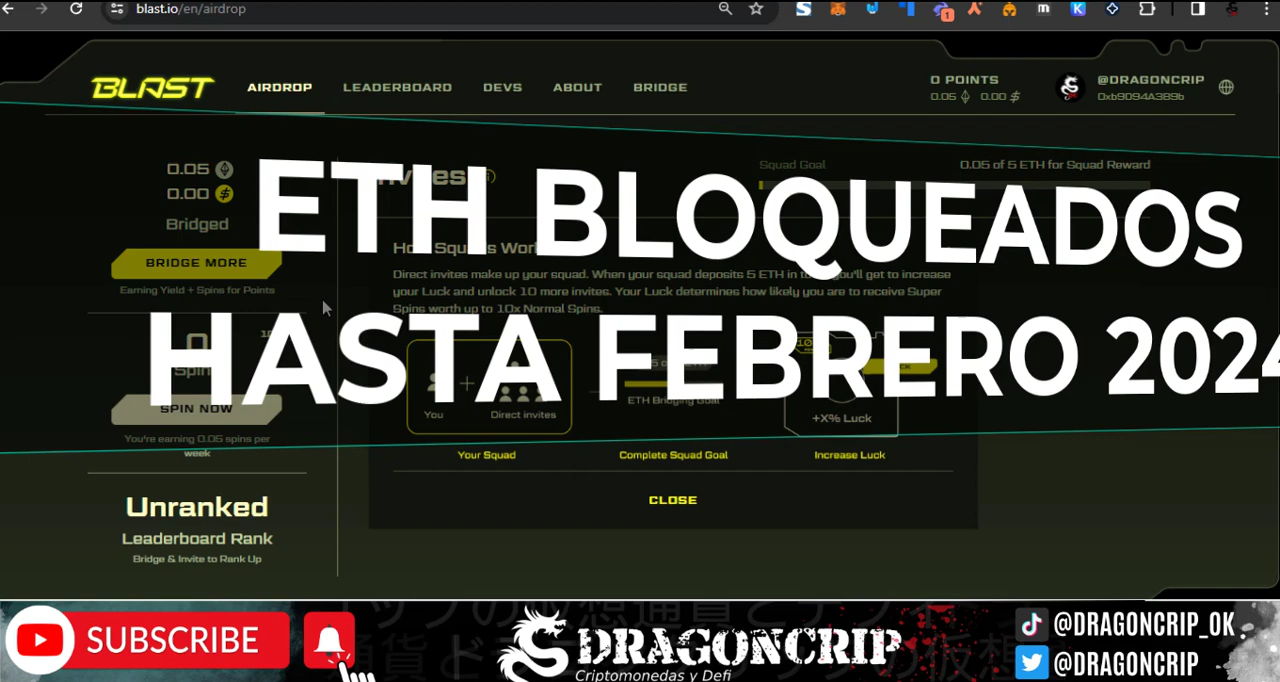 blast.io/en/airdrop
1
BLAST
AIRDROP
LEADERBOARD
DEVS
ABOUT
BRIDGE
0 POINTS
0.05
0.00
@DRAGONCRIP
0xb9094A389b
0.05
0.00
Bridged
BRIDGE MORE
Earning Yield + Spins for Points
SPIN NOW
You're earning 0.05 spins per
week
Unranked
Leaderboard Rank
Bridge & Invite to Rank Up
Squad Goal
0.05 of 5 ETH for Squad Reward
ETH BLOQUEADOS
HASTA FEBRERO 2024
Direct invites make up your squad. When your squad deposits 5 ETH in you'll get to increase
your Luck and unlock 10 more invites. Your Luck determines how likely you are to receive Super
Spins worth up to 10x Normal Spins.
You
+
Direct invites
ETH Bridging Goal
+X% Luck
Your Squad
Complete Squad Goal
Increase Luck
CLOSE
SUBSCRIBE
DRAGONCRIP
Criptomonedas y Defi
@DRAGONCRIP_OK
@DRAGONCRIP